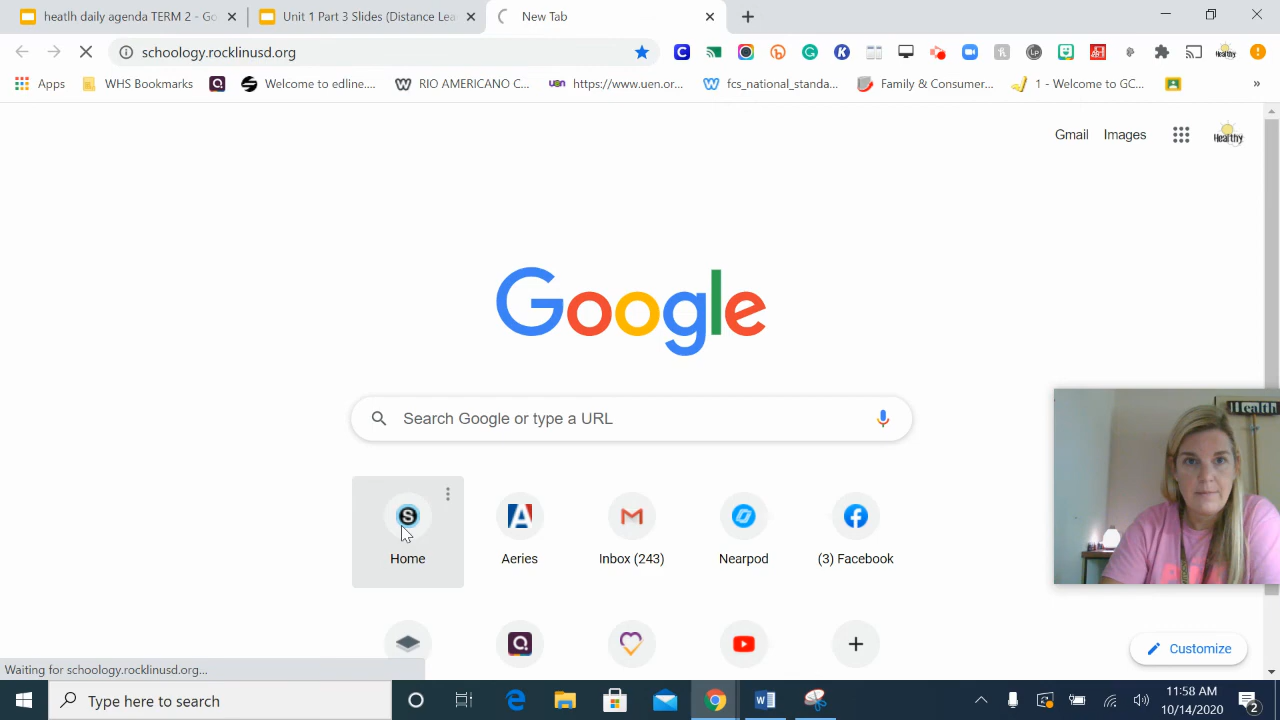 heatlh daily agenda TERM 2 - Go
Unit 1 Part 3 Slides (Distance Lea
New Tab
schoology.rocklinusd.org
Apps
WHS Bookmarks
Welcome to edline....
RIO AMERICANO C...
https://www.uen.or...
fcs_national_standa...
Family & Consumer...
1 - Welcome to GC...
Gmail
Images
Healthy
Google
Search Google or type a URL
Home
Aeries
Inbox (243)
Nearpod
(3) Facebook
Health
Customize
Waiting for schoology.rocklinusd.org...
Type here to search
11:58 AM
10/14/2020
2